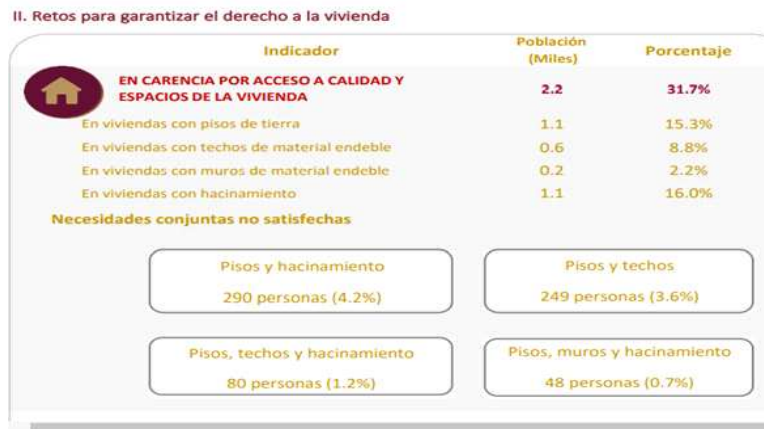 II. Retos para garantizar el derecho a la vivienda
Indicador Población (Miles) Porcentaje
EN CARENCIA POR ACCESO A CALIDAD Y
ESPACIOS DE LA VIVIENDA 2.2 31.7%
En viviendas con pisos de tierra 1.1 15.3%
En viviendas con techos de material endeble 0.6 8.8%
En viviendas con muros de material endeble 0.2 2.2%
En viviendas con hacinamiento 1.1 16.0%
Necesidades conjuntas no satisfechas
Pisos y hacinamiento
290 personas (4.2%)
Pisos y techos
249 personas (3.6%)
Pisos, techos y hacinamiento
80 personas (1.2%)
Pisos, muros y hacinamiento
48 personas (0.7%)